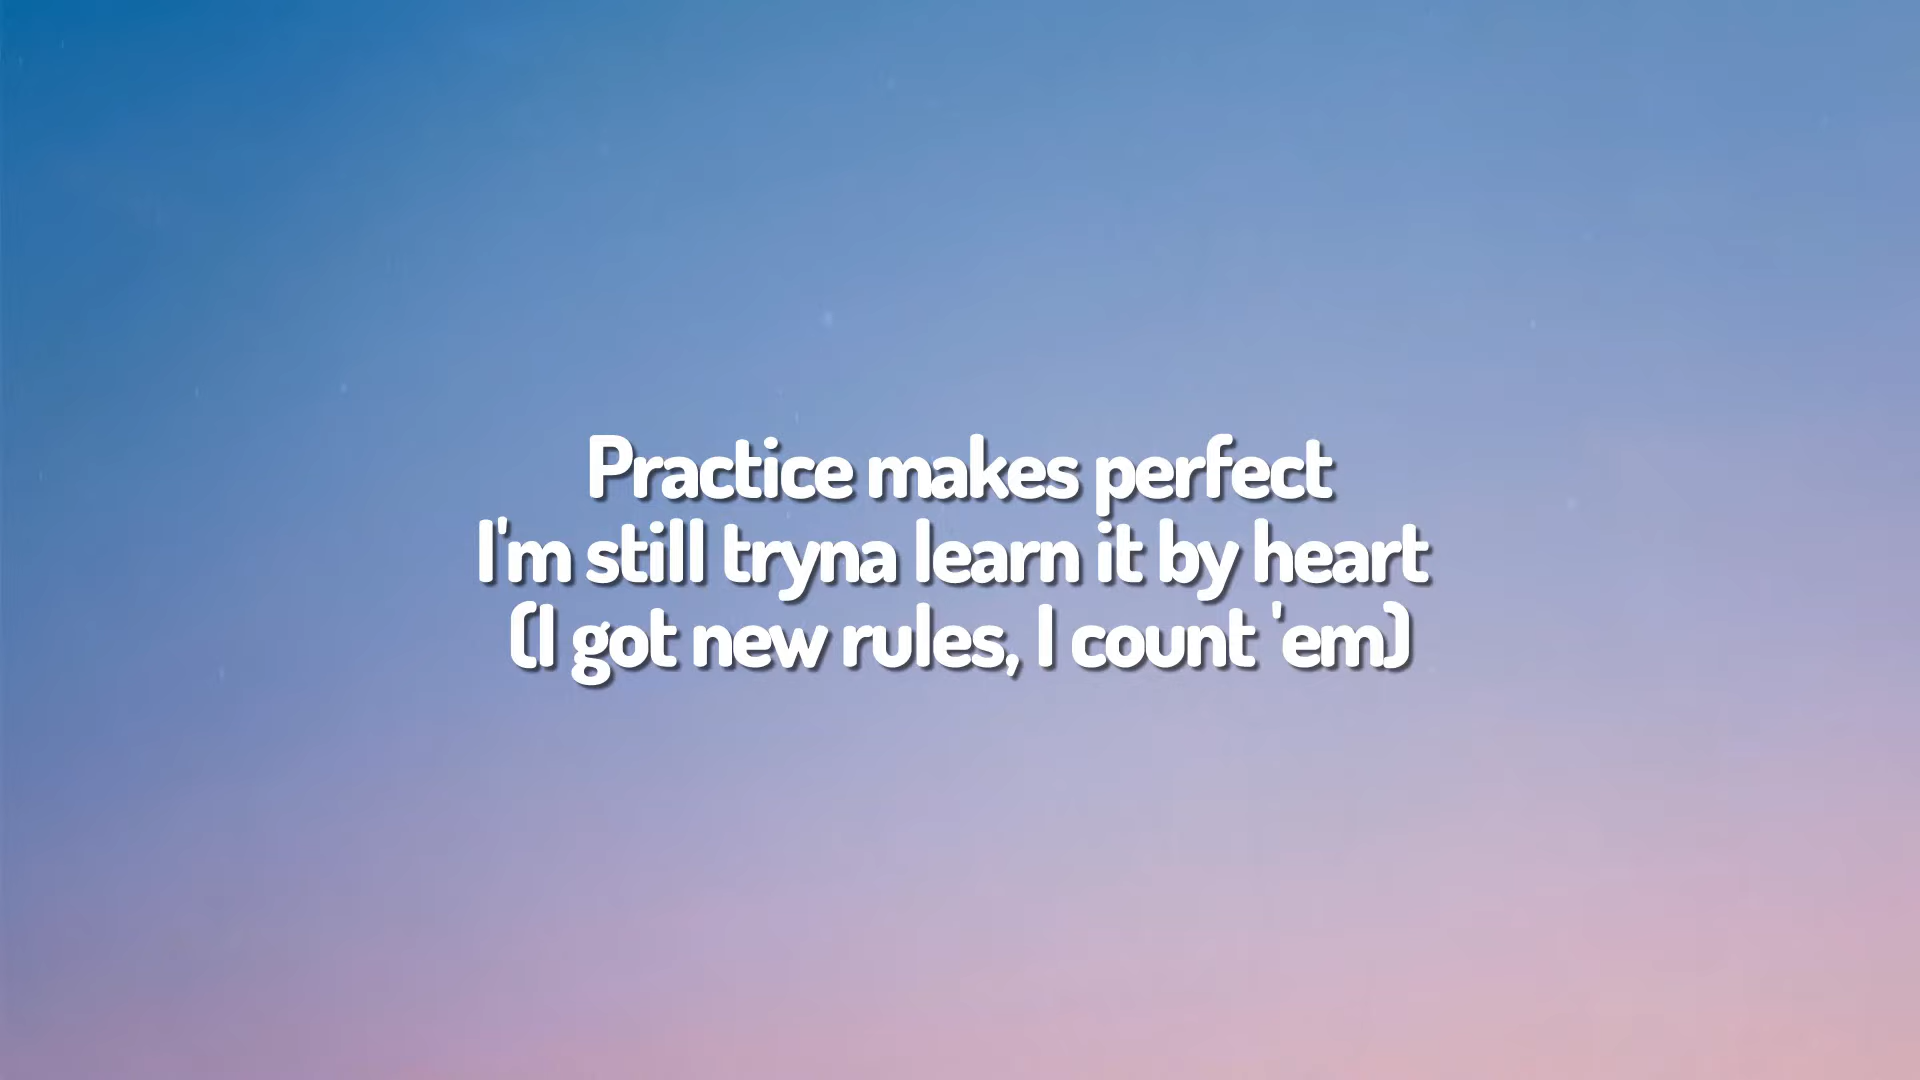 Practice makes perfect
I'm still tryna learn it by heart
(I got new rules, I count 'em)